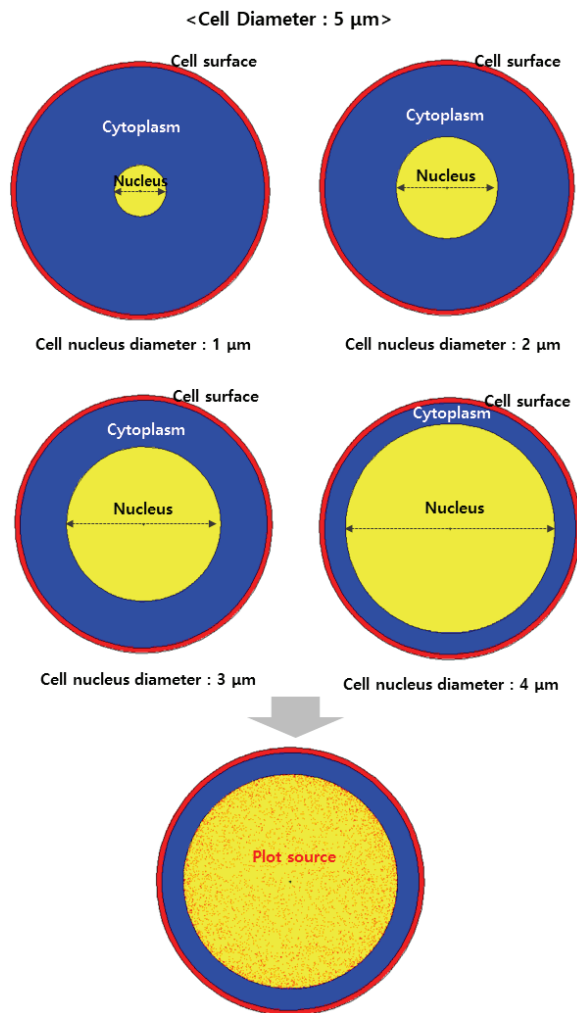 <Cell Diameter : 5 μm>
Cell surface
Cytoplasm
Nucleus
Cell nucleus diameter : 1 μm
Cell surface
Cytoplasm
Nucleus
Cell nucleus diameter : 2 μm
Cell surface
Cytoplasm
Nucleus
Cell nucleus diameter : 3 μm
Cell surface
Cytoplasm
Nucleus
Cell nucleus diameter : 4 μm
Plot source